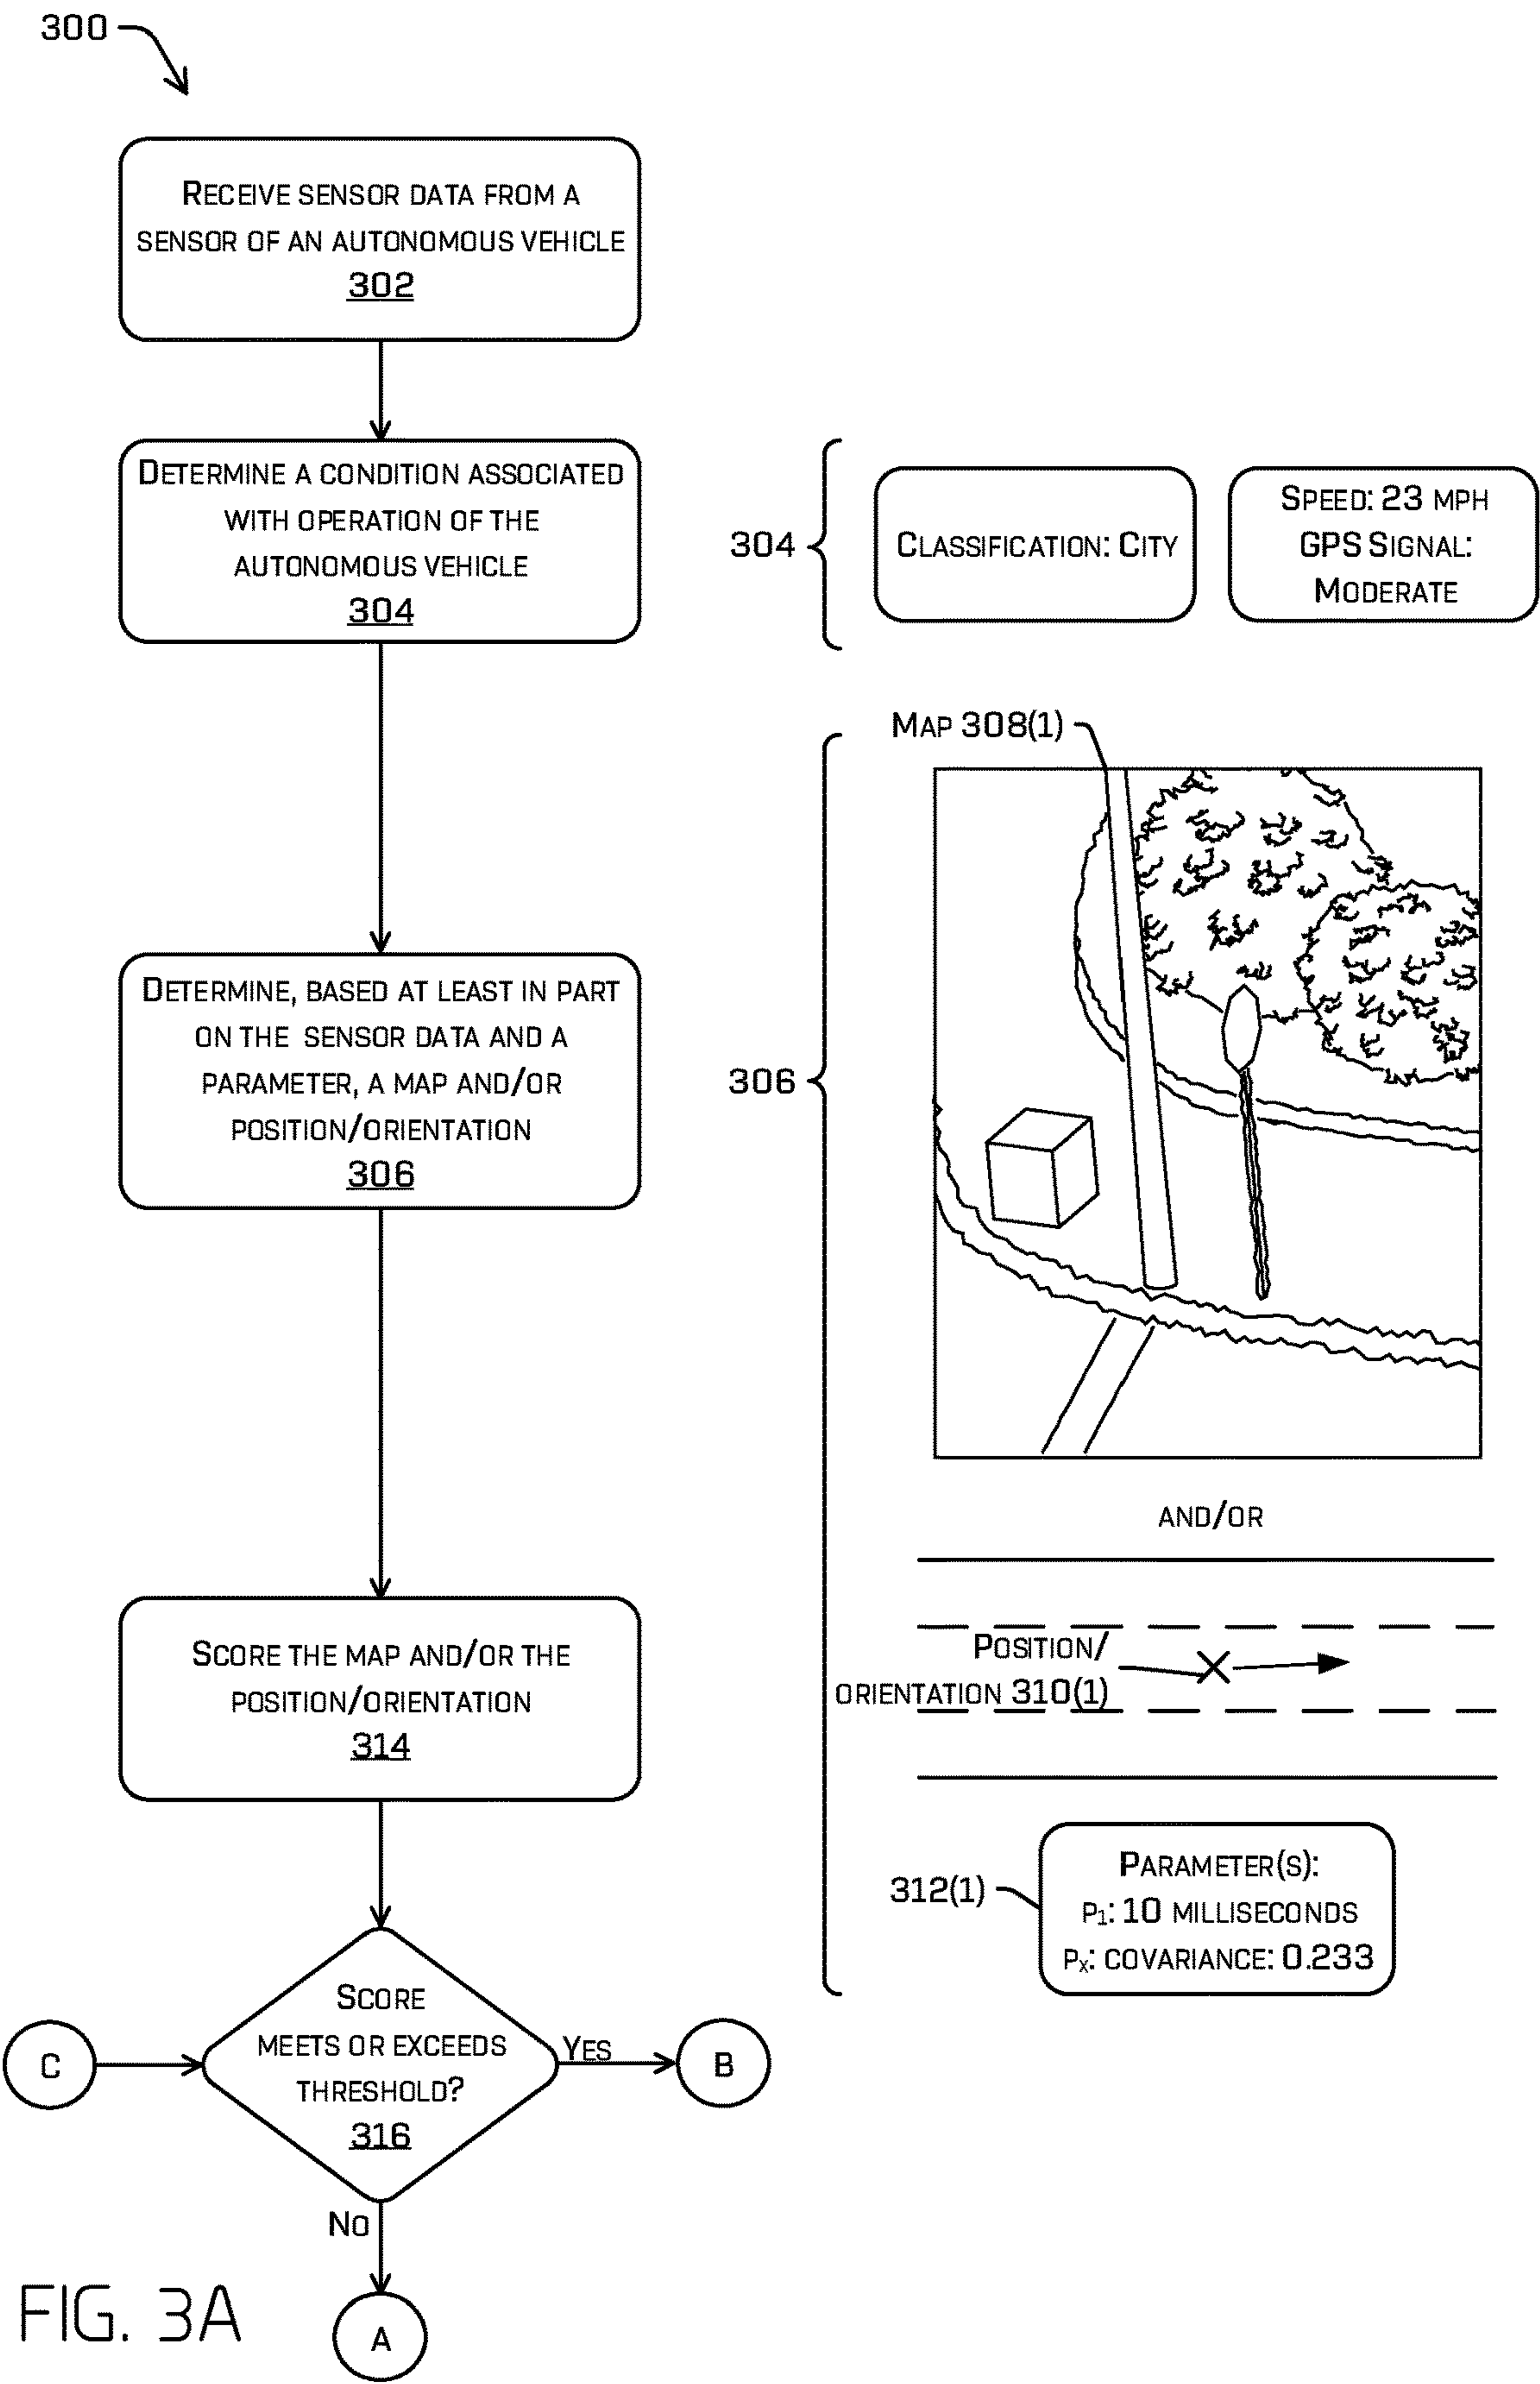 300
Receive sensor data from a
sensor of an autonomous vehicle
302
Determine a condition associated
with operation of the
autonomous vehicle
304
304
Classification: City
Speed: 23 mph
GPS Signal:
Moderate
Map 308(1)
Determine, based at least in part
on the sensor data and a
parameter, a map and/or
position/orientation
306
306
and/or
Position/
orientation 310(1)
Score the map and/or the
position/orientation
314
312(1)
Parameter(s):
P₁: 10 milliseconds
Pₓ: covariance: 0.233
Score
meets or exceeds
threshold?
316
C
Yes
B
No
A
FIG. 3A